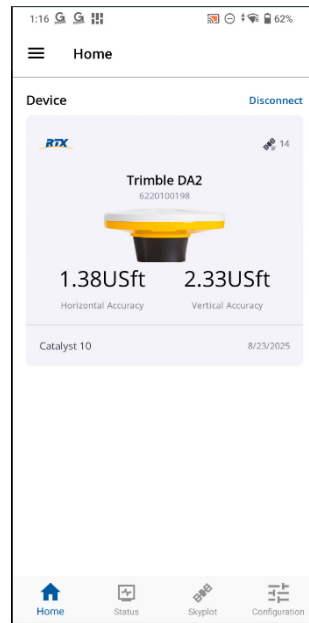 1:16 G G 62%
Home
Device Disconnect
RTX 14
Trimble DA2
6220100198
1.38USft 2.33USft
Horizontal Accuracy Vertical Accuracy
Catalyst 10 8/23/2025
Home Status Skyplot Configuration